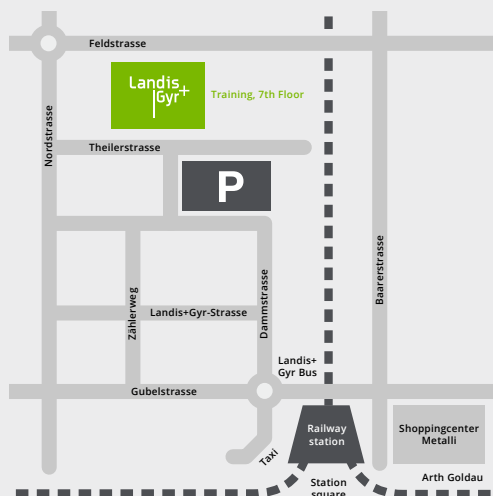 Feldstrasse
Landis
Gyr+
Training, 7th Floor
Nordstrasse
Theilerstrasse
P
Baarerstrasse
Dammstrasse
Zählerweg
Landis+Gyr-Strasse
Landis+
Gyr Bus
Gubelstrasse
Railway
station
Shoppingcenter
Metalli
Taxi
Arth Goldau
Station
square